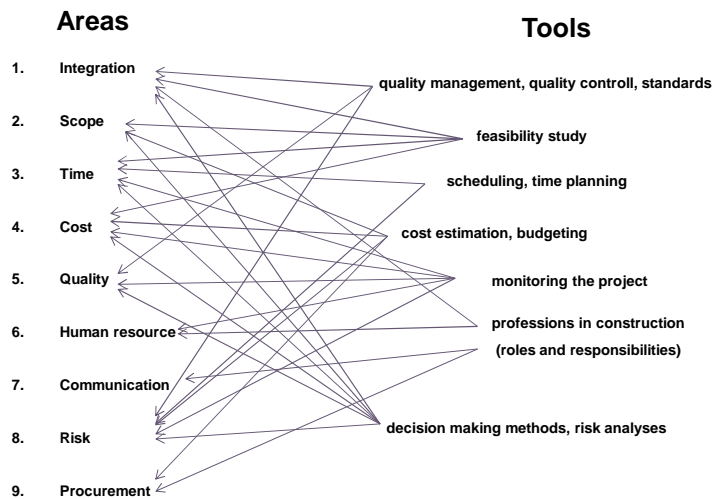 Areas
Tools
1. Integration
quality management, quality controll, standards
2. Scope
feasibility study
3. Time
scheduling, time planning
4. Cost
cost estimation, budgeting
5. Quality
monitoring the project
6. Human resource
professions in construction
(roles and responsibilities)
7. Communication
8. Risk
decision making methods, risk analyses
9. Procurement